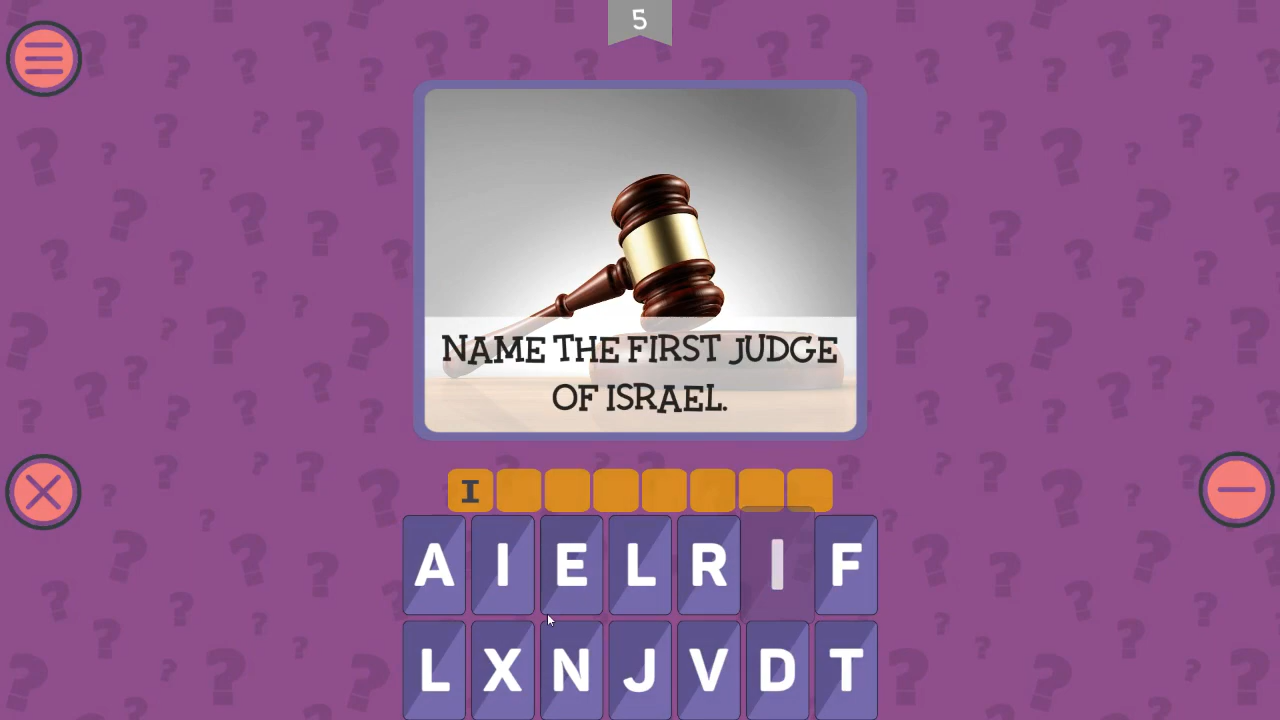 5
NAME THE FIRST JUDGE
OF ISRAEL.
I
A I E L R I F
L X N J V D T